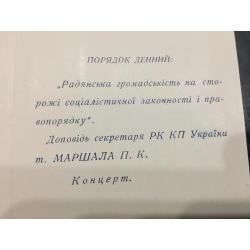 ПОРЯДОК ДЕННИЙ:
„Радянська громадськість на сто-
рожі соціалістичної законності і пра-
вопорядку“.
Доповідь секретаря РК КП України
т. МАРШАЛА П. К.
Концерт.